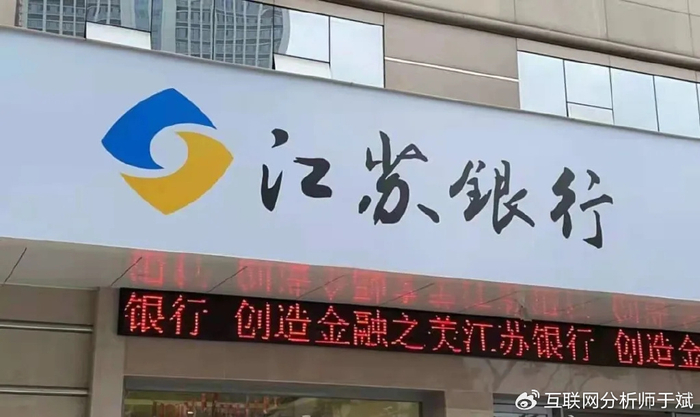 江苏银行
银行 创造金融之美江苏银行 创造金
互联网分析师于斌